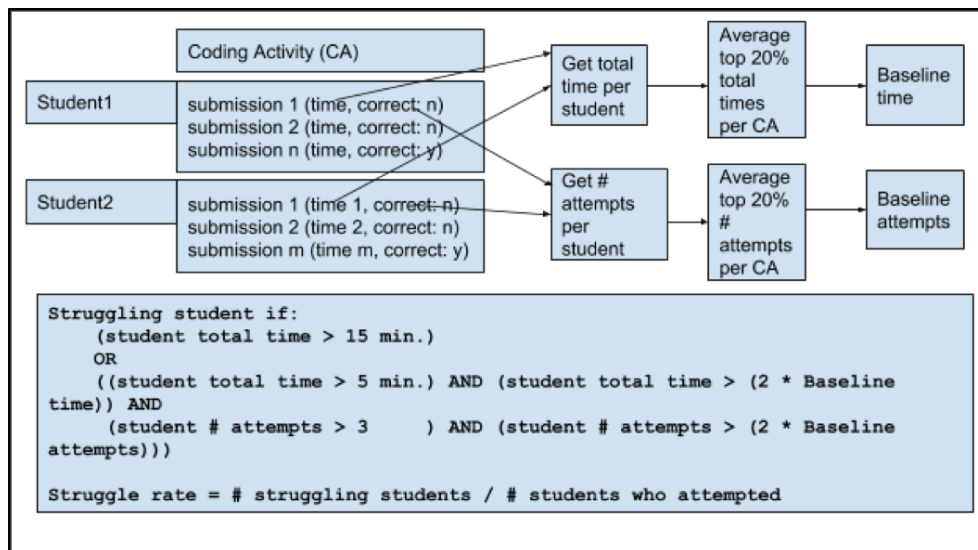 Coding Activity (CA)
Student1
submission 1 (time, correct: n)
submission 2 (time, correct: n)
submission n (time, correct: y)
Student2
submission 1 (time 1, correct: n)
submission 2 (time 2, correct: n)
submission m (time m, correct: y)
Get total
time per
student
Average
top 20%
total
times
per CA
Baseline
time
Get #
attempts
per
student
Average
top 20%
#
attempts
per CA
Baseline
attempts
Struggling student if:
(student total time > 15 min.)
OR
((student total time > 5 min.) AND (student total time > (2 * Baseline
time)) AND
(student # attempts > 3     ) AND (student # attempts > (2 * Baseline
attempts)))
Struggle rate = # struggling students / # students who attempted